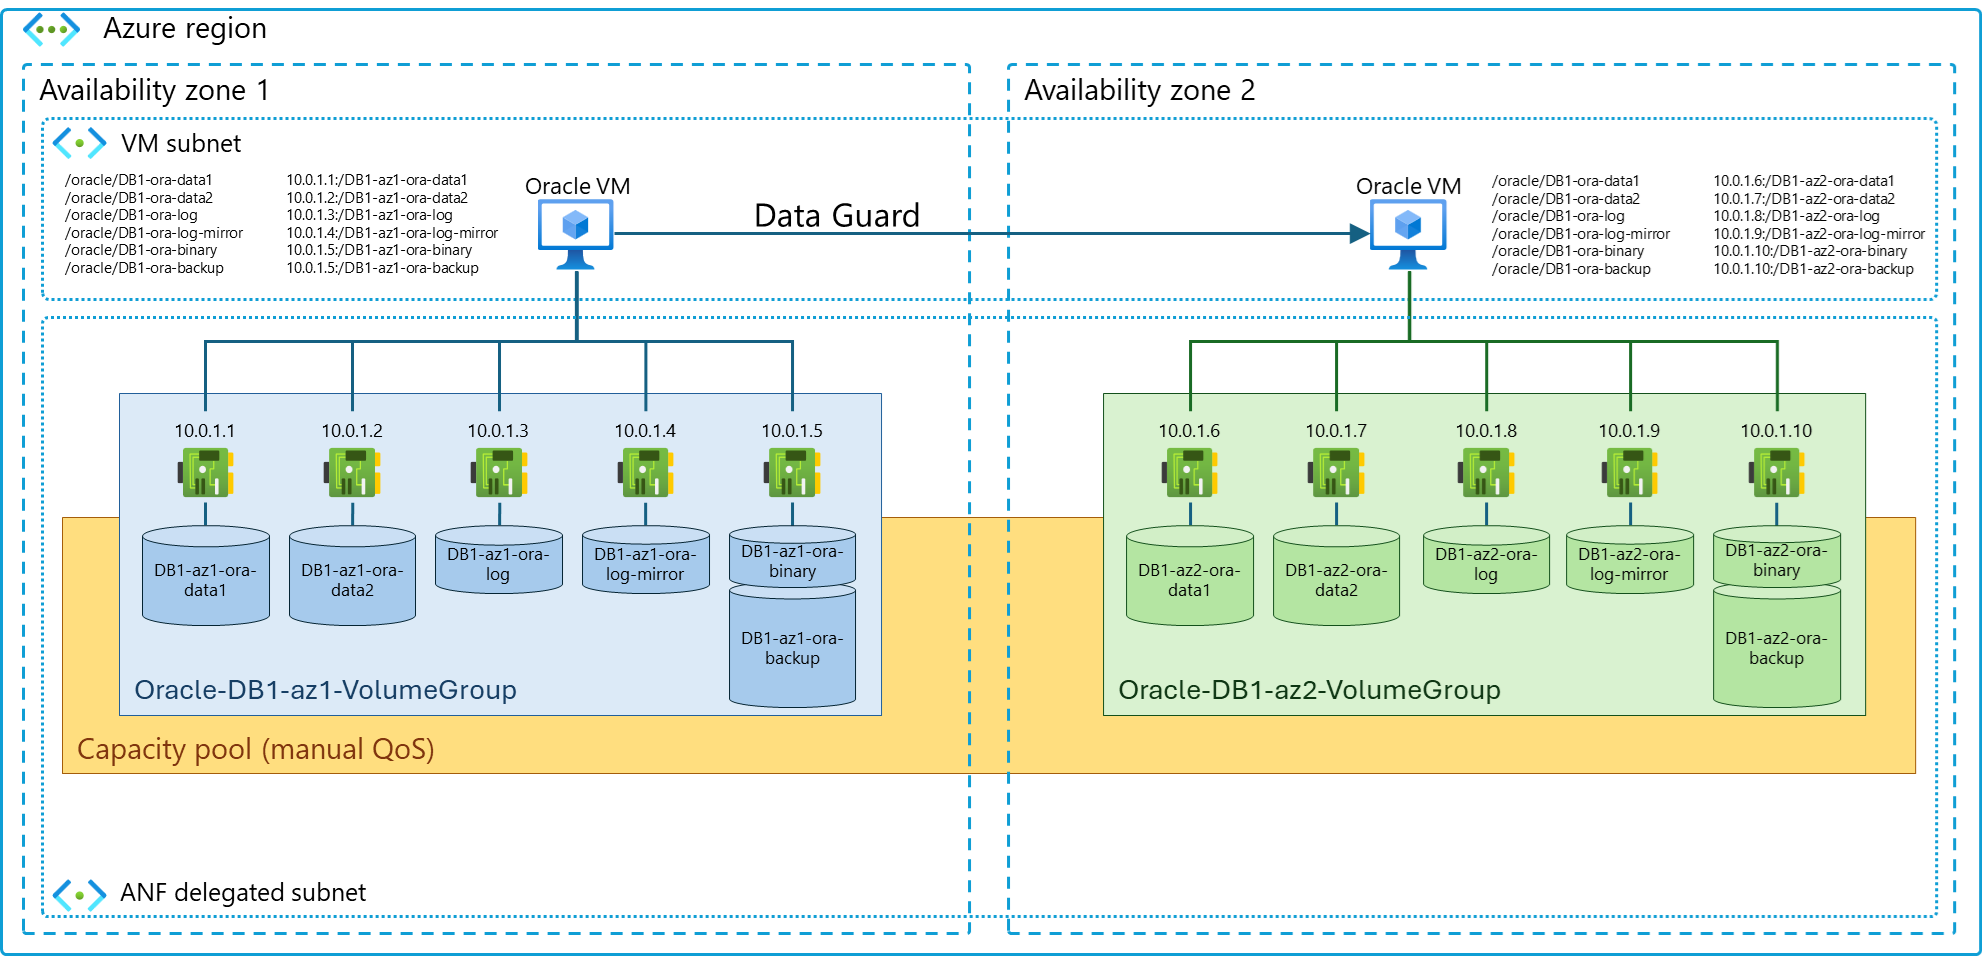 Azure region
Availability zone 1
VM subnet
/oracle/DB1-ora-data1 10.0.1.1:/DB1-az1-ora-data1
/oracle/DB1-ora-data2 10.0.1.2:/DB1-az1-ora-data2
/oracle/DB1-ora-log 10.0.1.3:/DB1-az1-ora-log
/oracle/DB1-ora-log-mirror 10.0.1.4:/DB1-az1-ora-log-mirror
/oracle/DB1-ora-binary 10.0.1.5:/DB1-az1-ora-binary
/oracle/DB1-ora-backup 10.0.1.5:/DB1-az1-ora-backup
Oracle VM
Data Guard
Availability zone 2
Oracle VM
/oracle/DB1-ora-data1 10.0.1.6:/DB1-az2-ora-data1
/oracle/DB1-ora-data2 10.0.1.7:/DB1-az2-ora-data2
/oracle/DB1-ora-log 10.0.1.8:/DB1-az2-ora-log
/oracle/DB1-ora-log-mirror 10.0.1.9:/DB1-az2-ora-log-mirror
/oracle/DB1-ora-binary 10.0.1.10:/DB1-az2-ora-binary
/oracle/DB1-ora-backup 10.0.1.10:/DB1-az2-ora-backup
10.0.1.1
10.0.1.2
10.0.1.3
10.0.1.4
10.0.1.5
DB1-az1-ora-
data1
DB1-az1-ora-
data2
DB1-az1-ora-
log
DB1-az1-ora-
log-mirror
DB1-az1-ora-
binary
DB1-az1-ora-
backup
Oracle-DB1-az1-VolumeGroup
10.0.1.6
10.0.1.7
10.0.1.8
10.0.1.9
10.0.1.10
DB1-az2-ora-
data1
DB1-az2-ora-
data2
DB1-az2-ora-
log
DB1-az2-ora-
log-mirror
DB1-az2-ora-
binary
DB1-az2-ora-
backup
Oracle-DB1-az2-VolumeGroup
Capacity pool (manual QoS)
ANF delegated subnet